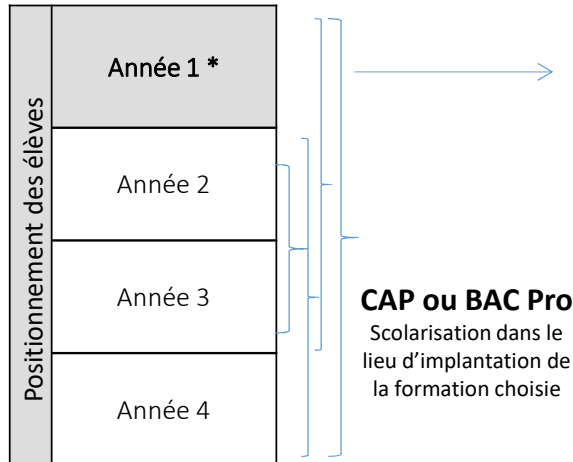 Positionnement des élèves
Année 1 *
Année 2
Année 3
Année 4
CAP ou BAC Pro
Scolarisation dans le
lieu d’implantation de
la formation choisie